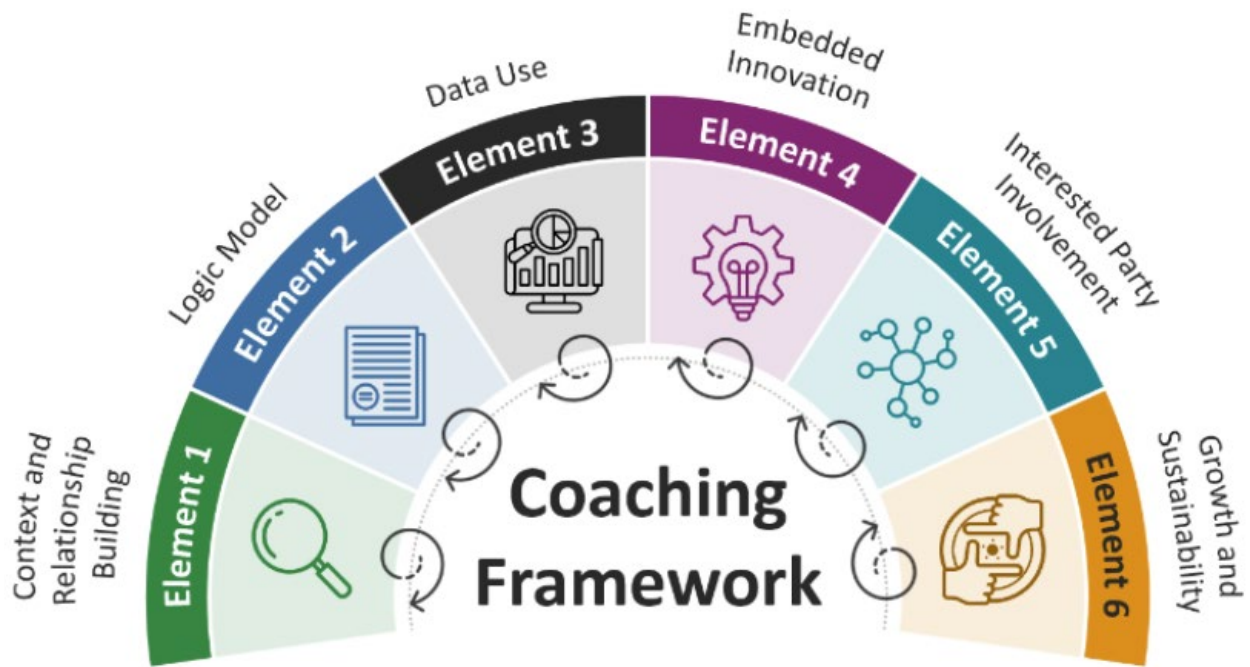 Context and
Relationship
Building
Element 1
Logic Model
Element 2
Data Use
Element 3
Embedded
Innovation
Element 4
Interested Party
Involvement
Element 5
Growth and
Sustainability
Element 6
Coaching
Framework